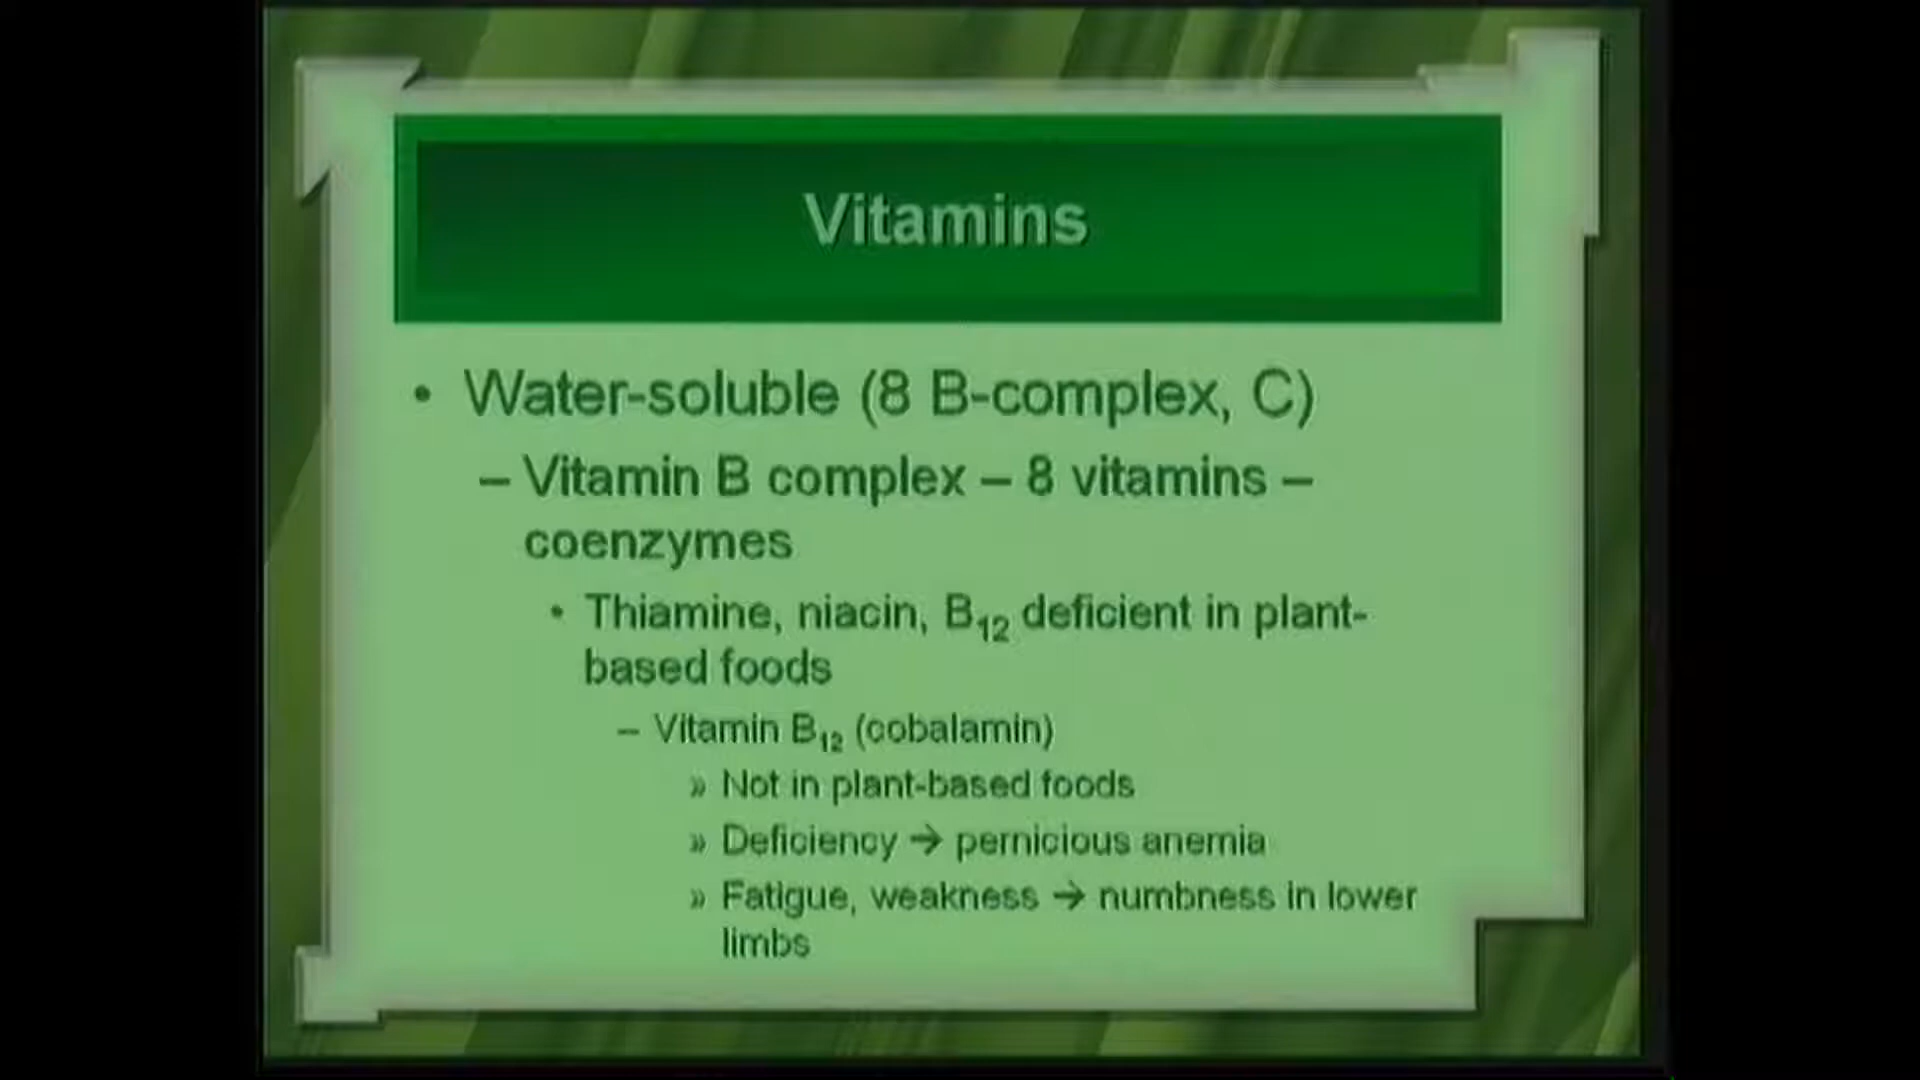 Vitamins
• Water-soluble (8 B-complex, C)
– Vitamin B complex – 8 vitamins –
coenzymes
• Thiamine, niacin, B₁₂ deficient in plant-
based foods
– Vitamin B₁₂ (cobalamin)
» Not in plant-based foods
» Deficiency → pernicious anemia
» Fatigue, weakness → numbness in lower
limbs